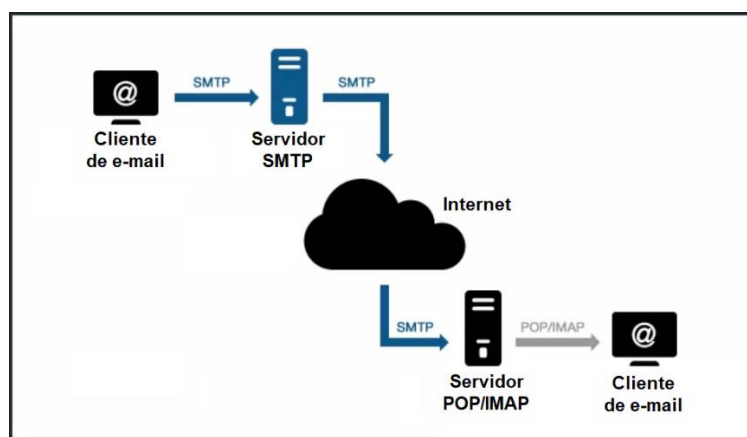 SMTP
SMTP
@
Cliente
de e-mail
Servidor
SMTP
Internet
SMTP
POP/IMAP
@
Servidor
POP/IMAP
Cliente
de e-mail